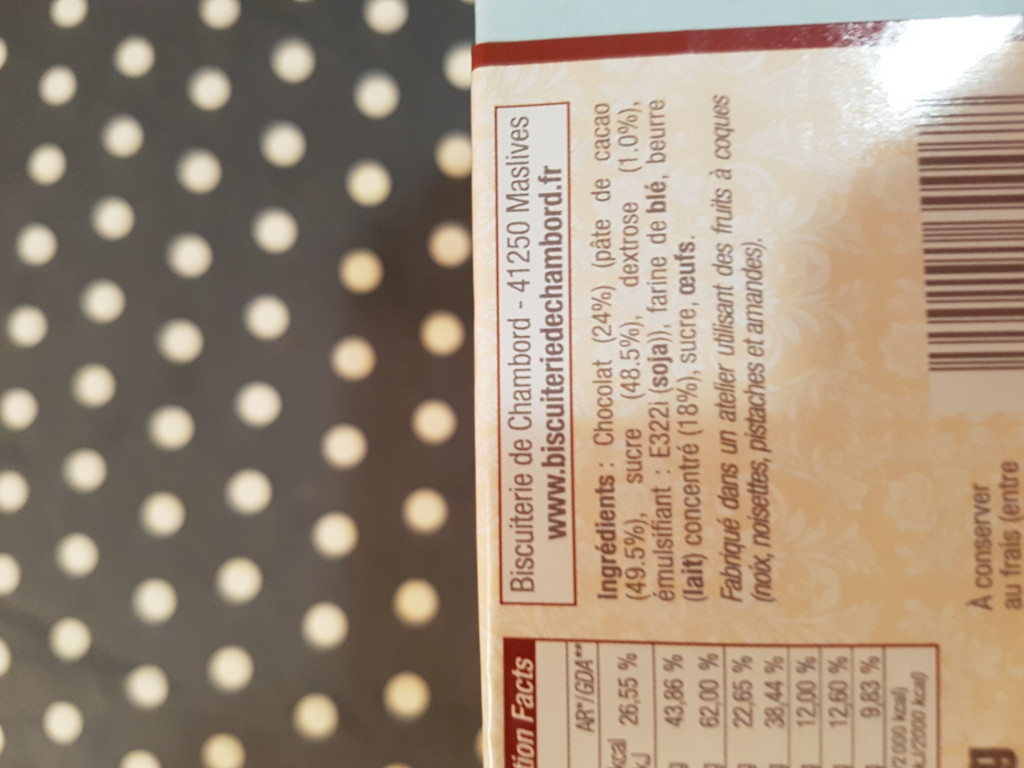 Biscuiterie de Chambord - 41250 Maslives
www.biscuiteriedechambord.fr
Ingrédients : Chocolat (24%) (pâte de cacao
(49.5%), sucre (48.5%), dextrose (1.0%),
émulsifiant : E322i (soja)), farine de blé, beurre
(lait) concentré (18%), sucre, œufs.
Fabriqué dans un atelier utilisant des fruits à coques
(noix, noisettes, pistaches et amandes).
A conserver
au frais (entre
tion Facts
AR*/GDA**
kcal 26,55 %
kJ
g 43,86 %
g 62,00 %
22,65 %
38,44 %
12,00 %
g 12,60 %
9,83 %
/2000 kcal)
kJ/2000 kcal)
g